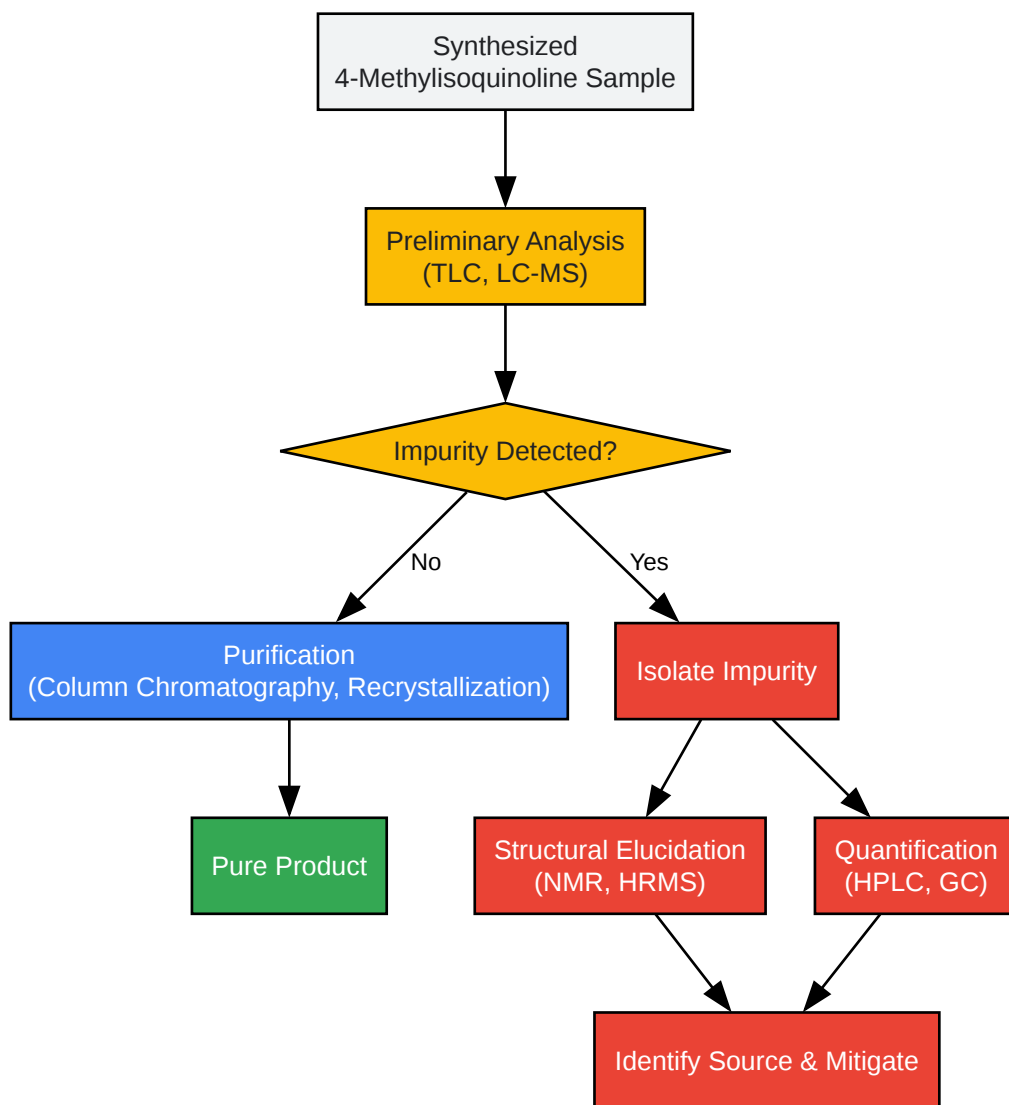 Synthesized
4-Methylisoquinoline Sample
Preliminary Analysis
(TLC, LC-MS)
Impurity Detected?
No
Yes
Purification
(Column Chromatography, Recrystallization)
Isolate Impurity
Pure Product
Structural Elucidation
(NMR, HRMS)
Quantification
(HPLC, GC)
Identify Source & Mitigate